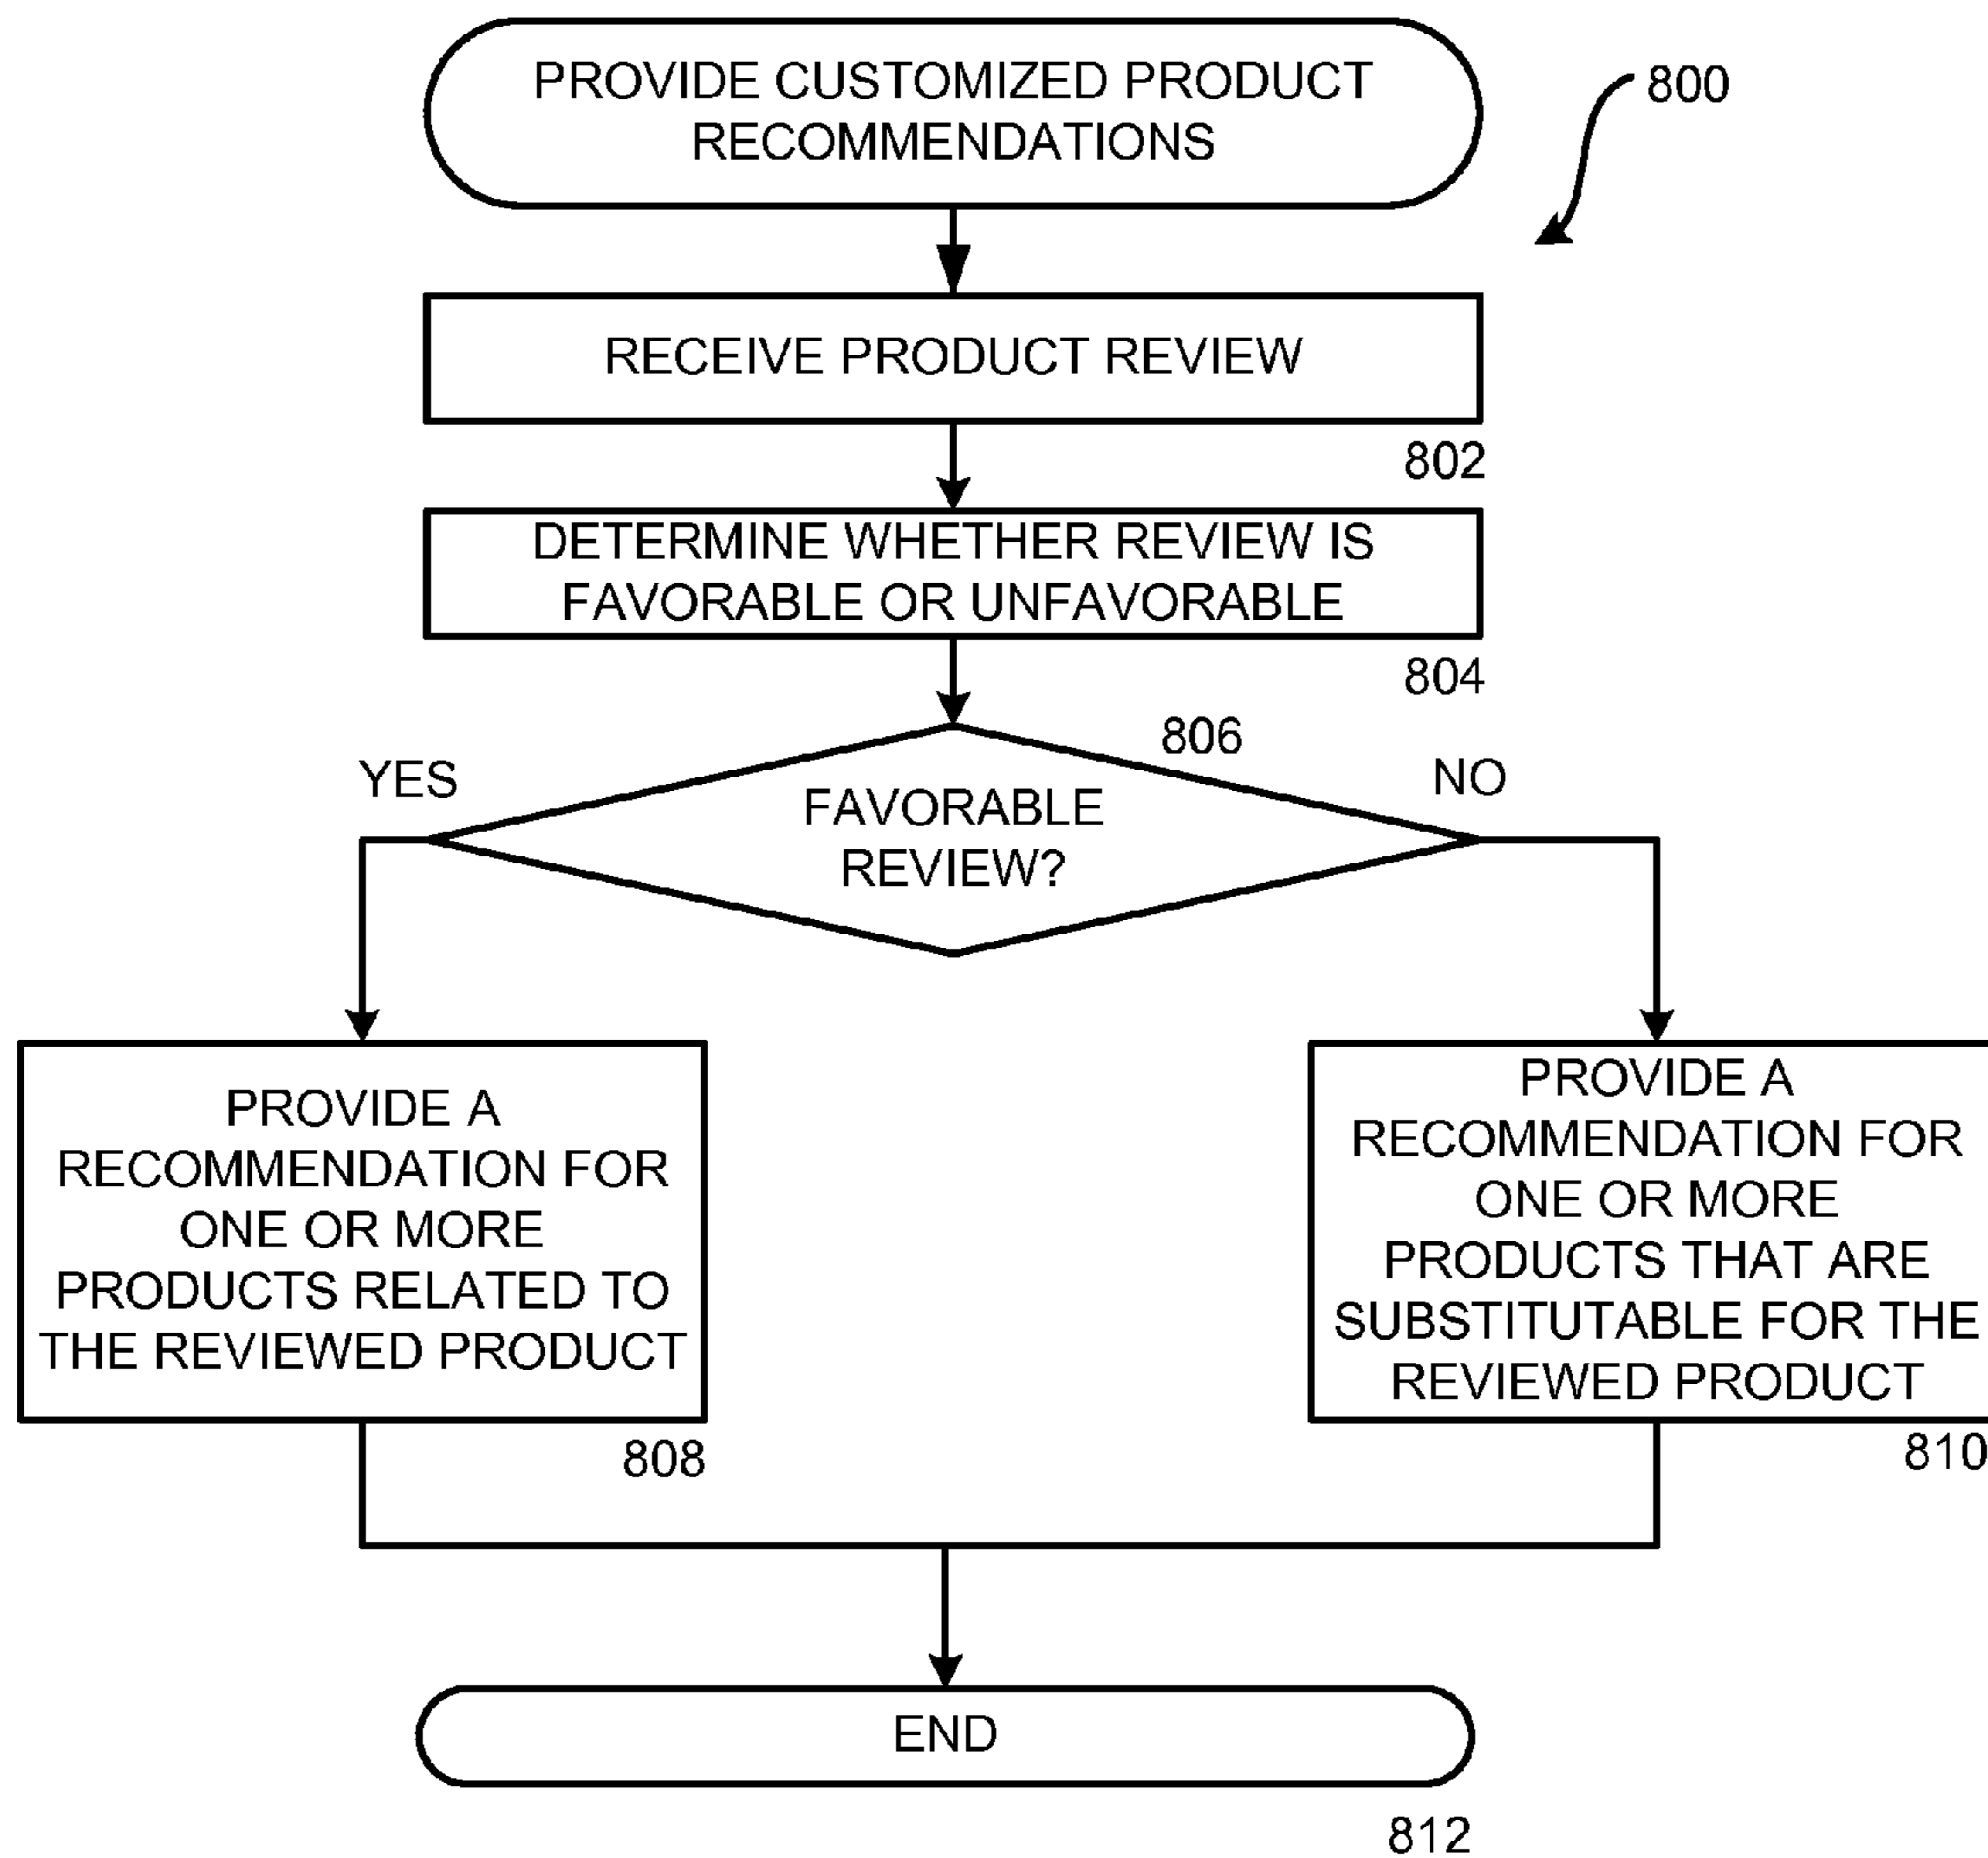 PROVIDE CUSTOMIZED PRODUCT
RECOMMENDATIONS
800
RECEIVE PRODUCT REVIEW
802
DETERMINE WHETHER REVIEW IS
FAVORABLE OR UNFAVORABLE
804
806
YES
NO
FAVORABLE
REVIEW?
PROVIDE A
RECOMMENDATION FOR
ONE OR MORE
PRODUCTS RELATED TO
THE REVIEWED PRODUCT
808
PROVIDE A
RECOMMENDATION FOR
ONE OR MORE
PRODUCTS THAT ARE
SUBSTITUTABLE FOR THE
REVIEWED PRODUCT
810
END
812